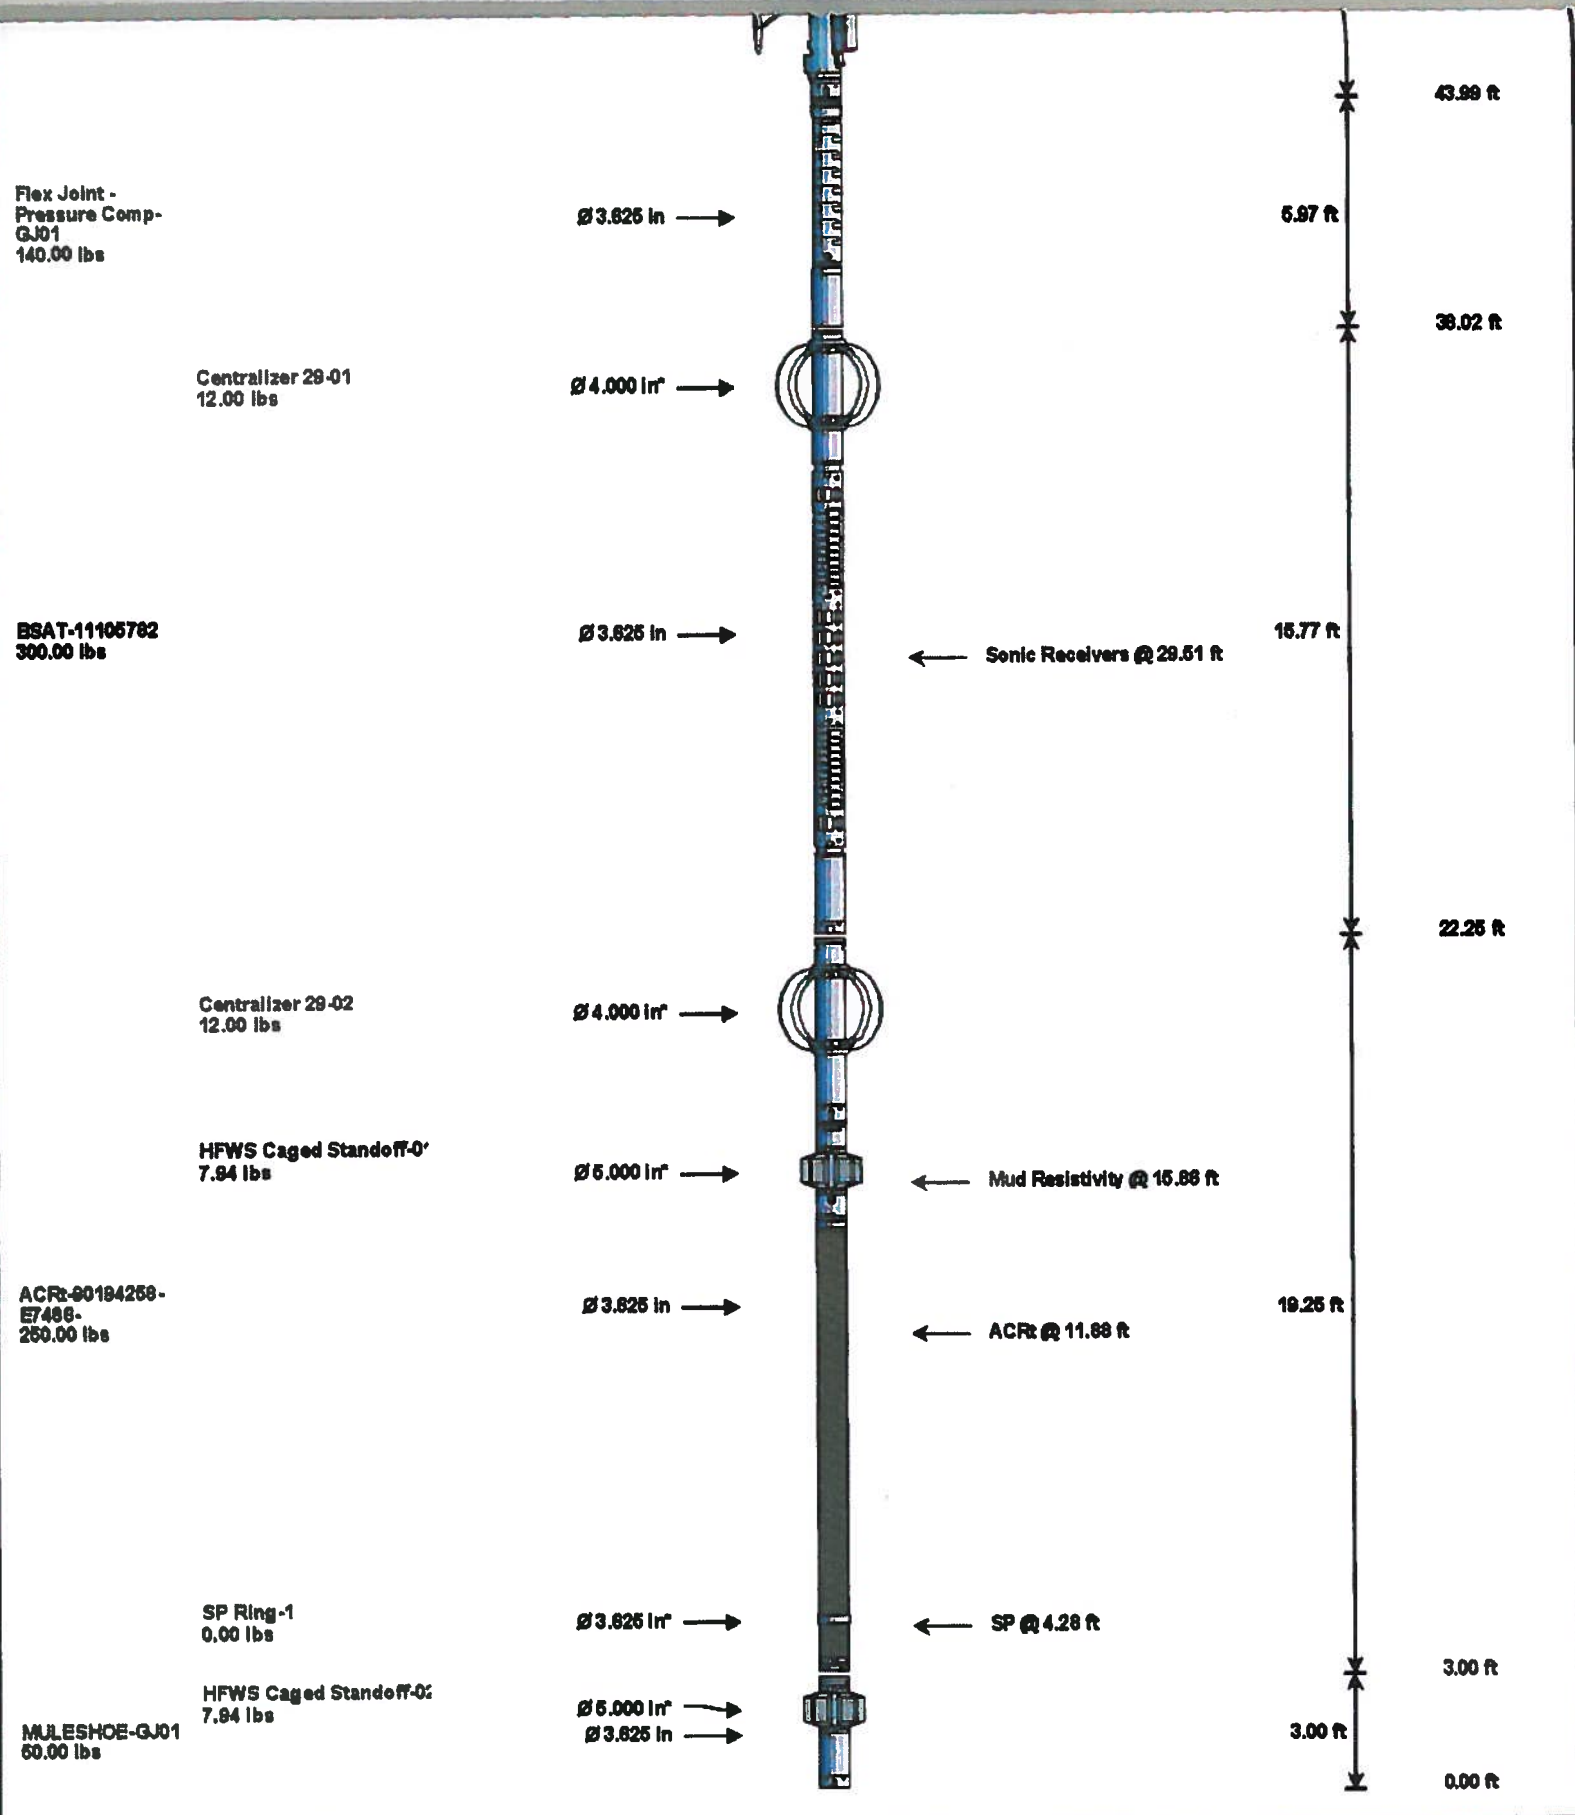 43.99 ft
Flex Joint -
Pressure Comp-
GJ01
140.00 lbs
Ø 3.625 in
5.97 ft
38.02 ft
Centralizer 29-01
12.00 lbs
Ø 4.000 in*
BSAT-11105782
300.00 lbs
Ø 3.625 in
Sonic Receivers @ 29.51 ft
15.77 ft
22.25 ft
Centralizer 29-02
12.00 lbs
Ø 4.000 in*
HFWS Caged Standoff-0
7.94 lbs
Ø 5.000 in*
Mud Resistivity @ 15.86 ft
250.00 lbs
Ø 3.625 in
ACRt @ 11.88 ft
19.25 ft
SP Ring-1
0.00 lbs
Ø 3.625 in*
SP @ 4.28 ft
3.00 ft
HFWS Caged Standoff-02
7.94 lbs
Ø 5.000 in*
MULESHOE-GJ01
50.00 lbs
Ø 3.625 in
3.00 ft
0.00 ft